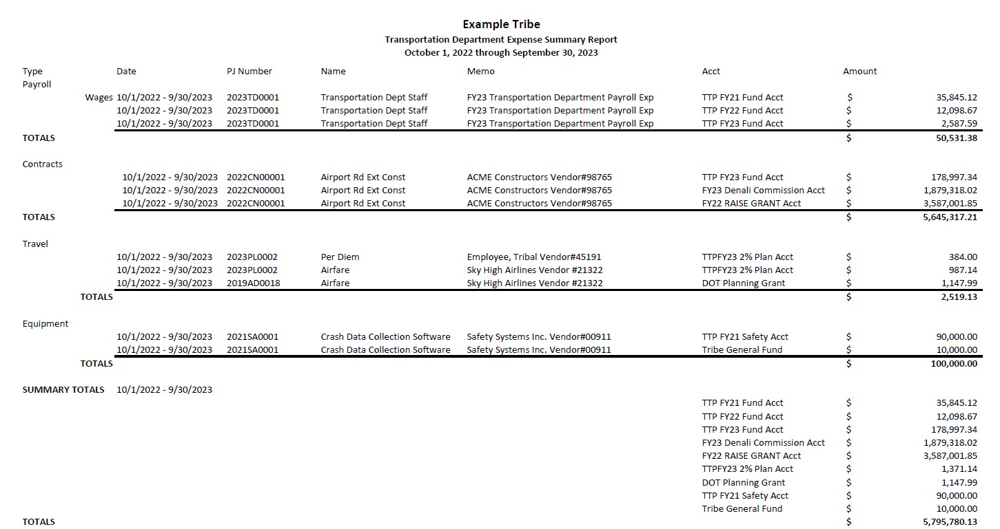 Example Tribe
Transportation Department Expense Summary Report
October 1, 2022 through September 30, 2023
Type Date PJ Number Name Memo Acct Amount
Payroll
Wages 10/1/2022 - 9/30/2023 2023TD0001 Transportation Dept Staff FY23 Transportation Department Payroll Exp TTP FY21 Fund Acct $ 35,845.12
10/1/2022 - 9/30/2023 2023TD0001 Transportation Dept Staff FY23 Transportation Department Payroll Exp TTP FY22 Fund Acct $ 12,098.67
10/1/2022 - 9/30/2023 2023TD0001 Transportation Dept Staff FY23 Transportation Department Payroll Exp TTP FY23 Fund Acct $ 2,587.59
TOTALS $ 50,531.38
Contracts
10/1/2022 - 9/30/2023 2022CN00001 Airport Rd Ext Const ACME Constructors Vendor#98765 TTP FY23 Fund Acct $ 178,997.34
10/1/2022 - 9/30/2023 2022CN00001 Airport Rd Ext Const ACME Constructors Vendor#98765 FY23 Denali Commission Acct $ 1,879,318.02
10/1/2022 - 9/30/2023 2022CN00001 Airport Rd Ext Const ACME Constructors Vendor#98765 FY22 RAISE GRANT Acct $ 3,587,001.85
TOTALS $ 5,645,317.21
Travel
10/1/2022 - 9/30/2023 2023PL0002 Per Diem Employee, Tribal Vendor#45191 TTPFY23 2% Plan Acct $ 384.00
10/1/2022 - 9/30/2023 2023PL0002 Airfare Sky High Airlines Vendor #21322 TTPFY23 2% Plan Acct $ 987.14
10/1/2022 - 9/30/2023 2019AD0018 Airfare Sky High Airlines Vendor #21322 DOT Planning Grant $ 1,147.99
TOTALS $ 2,519.13
Equipment
10/1/2022 - 9/30/2023 2021SA0001 Crash Data Collection Software Safety Systems Inc. Vendor#00911 TTP FY21 Safety Acct $ 90,000.00
10/1/2022 - 9/30/2023 2021SA0001 Crash Data Collection Software Safety Systems Inc. Vendor#00911 Tribe General Fund $ 10,000.00
TOTALS $ 100,000.00
SUMMARY TOTALS 10/1/2022 - 9/30/2023
TTP FY21 Fund Acct $ 35,845.12
TTP FY22 Fund Acct $ 12,098.67
TTP FY23 Fund Acct $ 178,997.34
FY23 Denali Commission Acct $ 1,879,318.02
FY22 RAISE GRANT Acct $ 3,587,001.85
TTPFY23 2% Plan Acct $ 1,371.14
DOT Planning Grant $ 1,147.99
TTP FY21 Safety Acct $ 90,000.00
Tribe General Fund $ 10,000.00
TOTALS $ 5,795,780.13